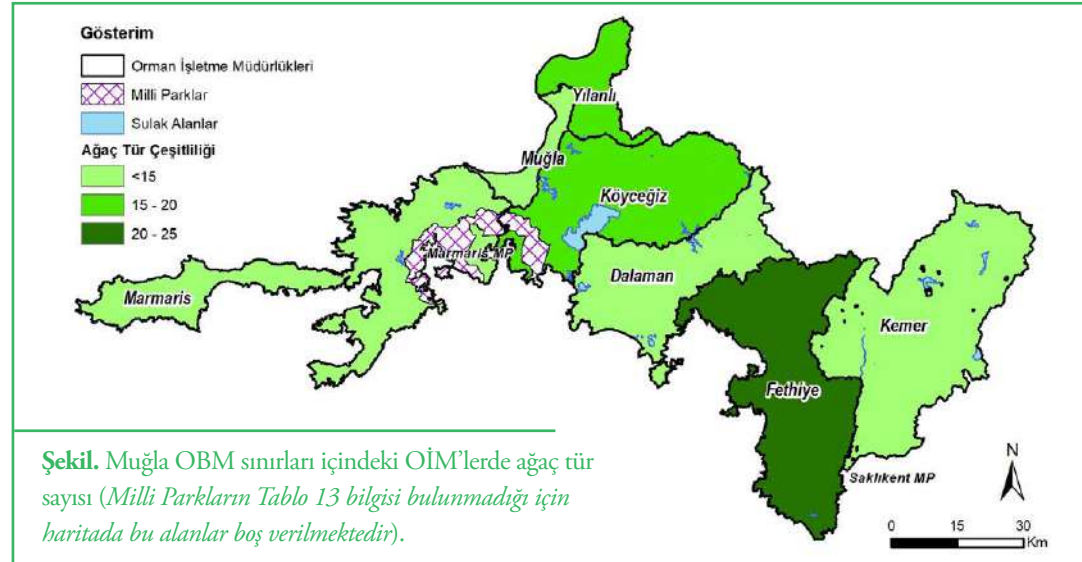 Gösterim
Orman İşletme Müdürlükleri
Milli Parklar
Sulak Alanlar
Ağaç Tür Çeşitliliği
<15
15 - 20
20 - 25
Yılanlı
Muğla
Köyceğiz
Marmaris MP
Dalaman
Marmaris
Kemer
Fethiye
Saklıkent MP
N
0 15 30
Km
Şekil. Muğla OBM sınırları içindeki OİM’lerde ağaç tür
sayısı (Milli Parkların Tablo 13 bilgisi bulunmadığı için
haritada bu alanlar boş verilmektedir).